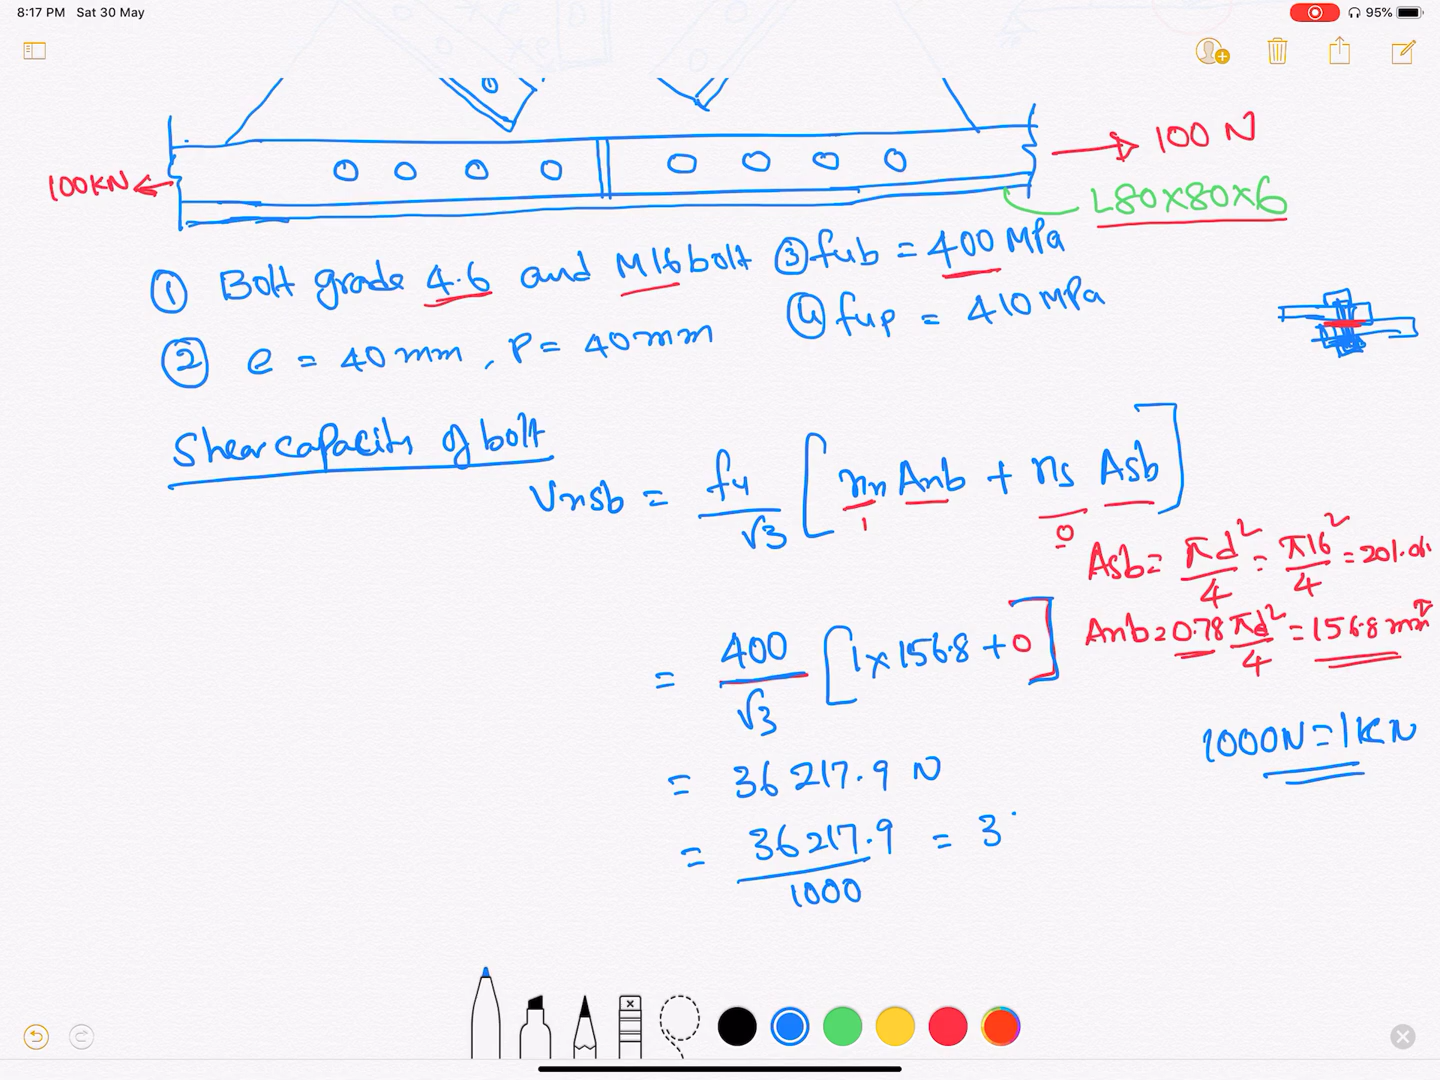 8:17 PM Sat 30 May
95%
100KN
100 N
L80x80x6
① Bolt grade 4.6 and M16 bolt ③ fub = 400 MPa
② e = 40 mm, P = 40 mm
④ fup = 410 MPa
Shear capacity of bolt
Vnsb = fu/√3 [nn Anb + ns Asb]
1
0
Asb = πd²/4 = π16²/4 = 201.06
Anb = 0.78 πd²/4 = 156.8 mm²
= 400/√3 [1 x 156.8 + 0]
1000N = 1KN
= 36217.9 N
= 36217.9/1000 = 3